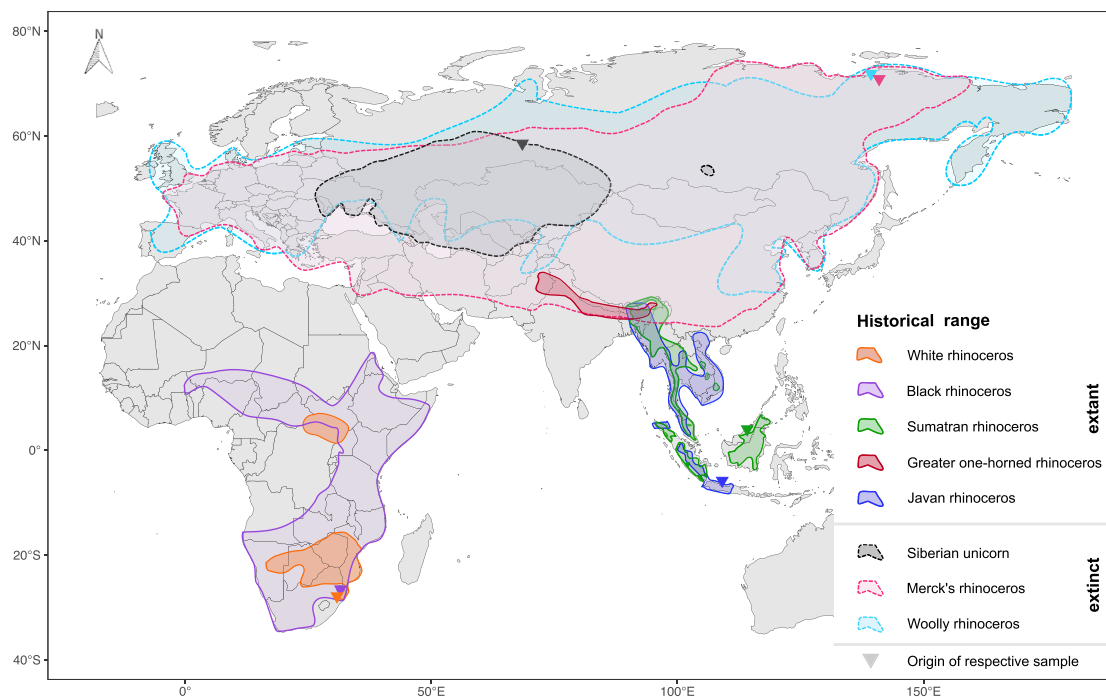 N
80°N
60°N
40°N
20°N
0°
20°S
40°S
0°
50°E
100°E
150°E
Historical range
White rhinoceros
Black rhinoceros
Sumatran rhinoceros
Greater one-horned rhinoceros
Javan rhinoceros
extant
Siberian unicorn
Merck's rhinoceros
Woolly rhinoceros
extinct
Origin of respective sample